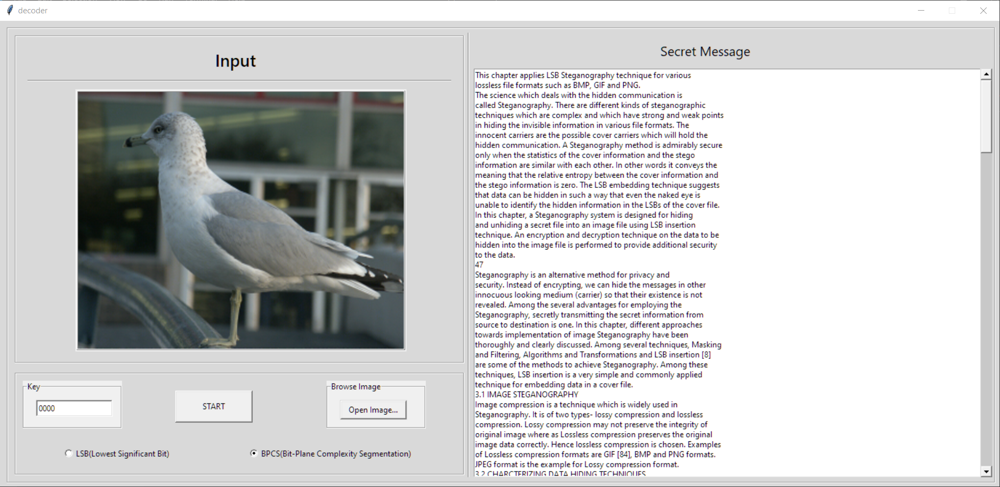 decoder
Input
Key
0000
START
Browse Image
Open Image...
LSB(Lowest Significant Bit)
BPCS(Bit-Plane Complexity Segmentation)
Secret Message
This chapter applies LSB Steganography technique for various
lossless file formats such as BMP, GIF and PNG.
The science which deals with the hidden communication is
called Steganography. There are different kinds of steganographic
techniques which are complex and which have strong and weak points
in hiding the invisible information in various file formats. The
innocent carriers are the possible cover carriers which will hold the
hidden communication. A Steganography method is admirably secure
only when the statistics of the cover information and the stego
information are similar with each other. In other words it conveys the
meaning that the relative entropy between the cover information and
the stego information is zero. The LSB embedding technique suggests
that data can be hidden in such a way that even the naked eye is
unable to identify the hidden information in the LSBs of the cover file.
In this chapter, a Steganography system is designed for hiding
and unhiding a secret file into an image file using LSB insertion
technique. An encryption and decryption technique on the data to be
hidden into the image file is performed to provide additional security
to the data.
47
Steganography is an alternative method for privacy and
security. Instead of encrypting, we can hide the messages in other
innocuous looking medium (carrier) so that their existence is not
revealed. Among the several advantages for employing the
Steganography, secretly transmitting the secret information from
source to destination is one. In this chapter, different approaches
towards implementation of image Steganography have been
thoroughly and clearly discussed. Among several techniques, Masking
and Filtering, Algorithms and Transformations and LSB insertion [8]
are some of the methods to achieve Steganography. Among these
techniques, LSB insertion is a very simple and commonly applied
technique for embedding data in a cover file.
3.1 IMAGE STEGANOGRAPHY
Image compression is a technique which is widely used in
Steganography. It is of two types- lossy compression and lossless
compression. Lossy compression may not preserve the integrity of
original image where as Lossless compression preserves the original
image data correctly. Hence lossless compression is chosen. Examples
of Lossless compression formats are GIF [84], BMP and PNG formats.
JPEG format is the example for Lossy compression format.
3.2 CHARCTERIZING DATA HIDING TECHNIQUES